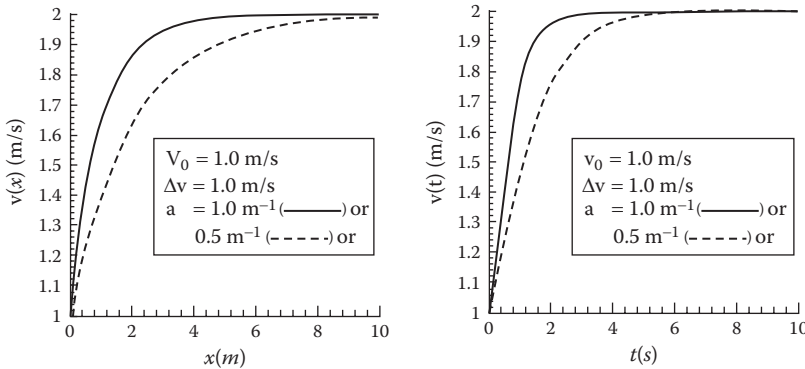 2
1.9
1.8
1.7
1.6
1.5
1.4
1.3
1.2
1.1
1
v(x) (m/s)
V₀ = 1.0 m/s
Δv = 1.0 m/s
a = 1.0 m⁻¹ ( ) or
0.5 m⁻¹ ( ) or
0 2 4 6 8 10
x(m)
2
1.9
1.8
1.7
1.6
1.5
1.4
1.3
1.2
1.1
1
v(t) (m/s)
v₀ = 1.0 m/s
Δv = 1.0 m/s
a = 1.0 m⁻¹ ( ) or
0.5 m⁻¹ ( ) or
0 2 4 6 8 10
t(s)